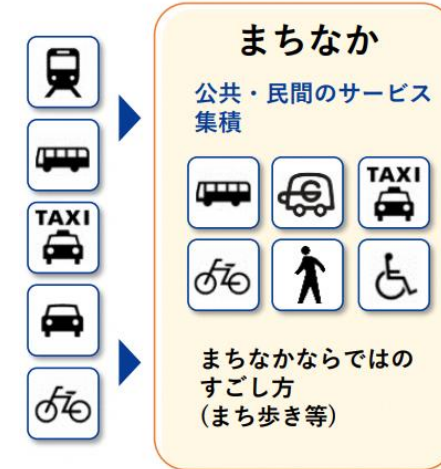 まちなか
公共・民間のサービス
集積
TAXI
TAXI
まちなかならではの
すごし方
(まち歩き等)